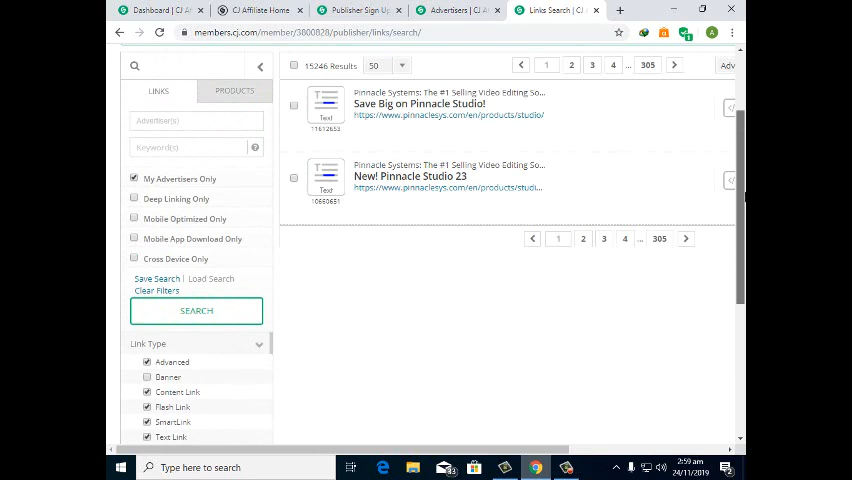 Dashboard | CJ Af
CJ Affiliate Home
Publisher Sign Up
Advertisers | CJ A
Links Search | CJ
members.cj.com/member/3800828/publisher/links/search/
A
LINKS
PRODUCTS
Advertiser(s)
Keyword(s)
My Advertisers Only
Deep Linking Only
Mobile Optimized Only
Mobile App Download Only
Cross Device Only
Save Search | Load Search
Clear Filters
SEARCH
Link Type
Advanced
Banner
Content Link
Flash Link
SmartLink
Text Link
15246 Results
50
1 2 3 4 ... 305
Adv
Pinnacle Systems: The #1 Selling Video Editing So...
Save Big on Pinnacle Studio!
https://www.pinnaclesys.com/en/products/studio/
Text
11612653
Pinnacle Systems: The #1 Selling Video Editing So...
New! Pinnacle Studio 23
https://www.pinnaclesys.com/en/products/studi...
Text
10660651
1 2 3 4 ... 305
Type here to search
2:59 am
24/11/2019
2